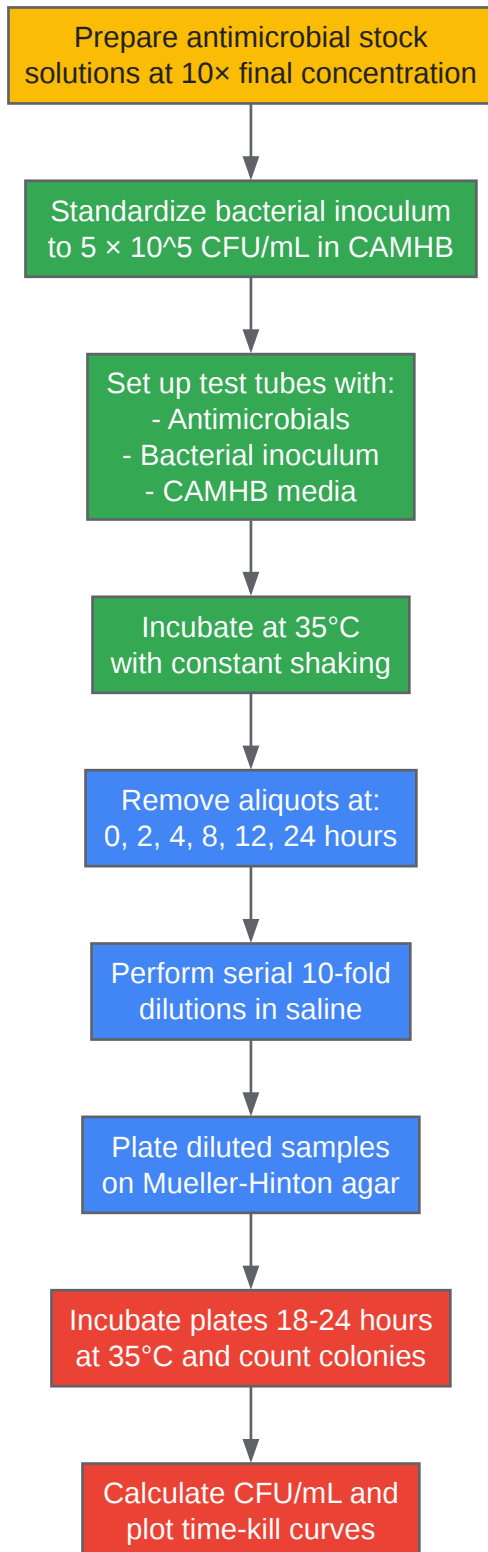 Prepare antimicrobial stock
solutions at 10× final concentration
Standardize bacterial inoculum
to 5 × 10^5 CFU/mL in CAMHB
Set up test tubes with:
- Antimicrobials
- Bacterial inoculum
- CAMHB media
Incubate at 35°C
with constant shaking
Remove aliquots at:
0, 2, 4, 8, 12, 24 hours
Perform serial 10-fold
dilutions in saline
Plate diluted samples
on Mueller-Hinton agar
Incubate plates 18-24 hours
at 35°C and count colonies
Calculate CFU/mL and
plot time-kill curves